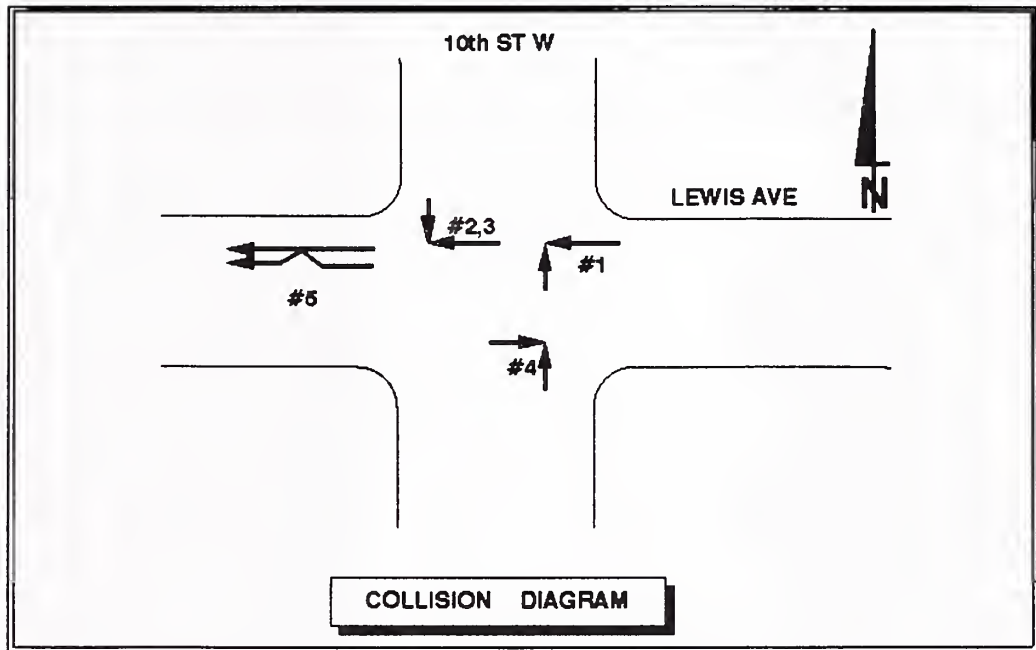 10th ST W
N
LEWIS AVE
#2,3
#1
#5
#4
COLLISION DIAGRAM